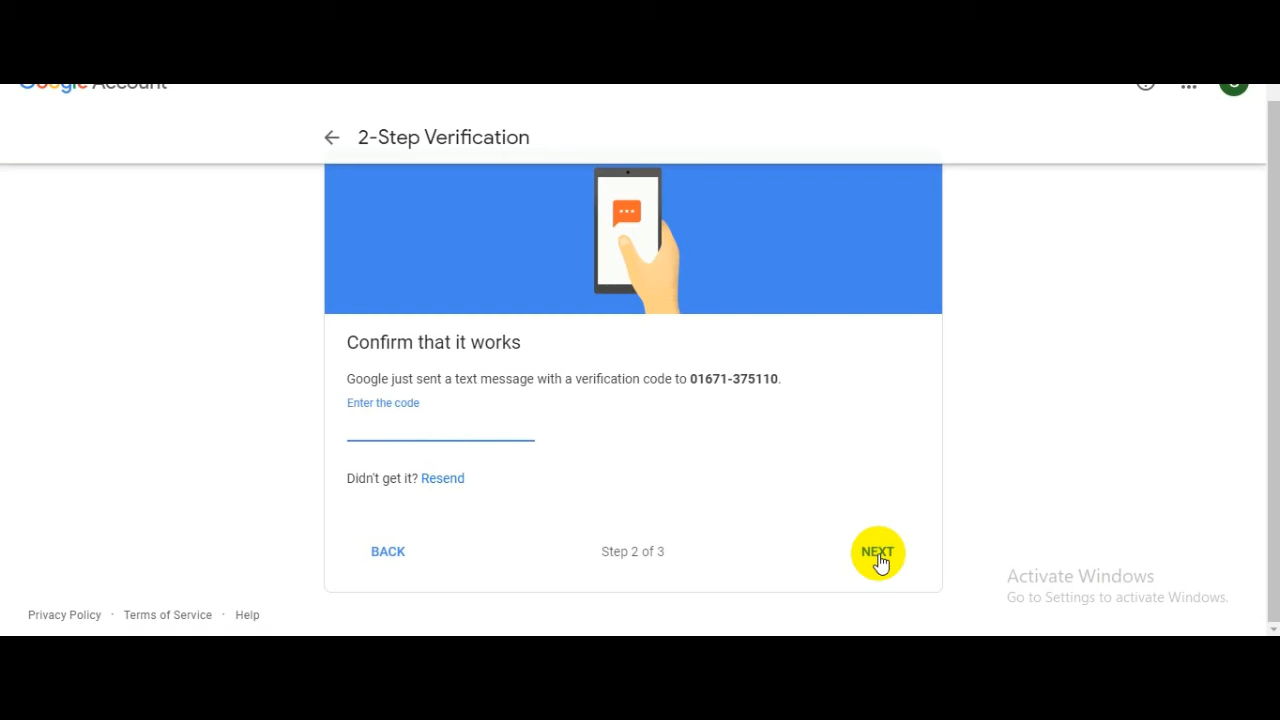 Google Account
2-Step Verification
Confirm that it works
Google just sent a text message with a verification code to 01671-375110.
Enter the code
Didn't get it? Resend
BACK
Step 2 of 3
NEXT
Activate Windows
Go to Settings to activate Windows.
Privacy Policy · Terms of Service · Help